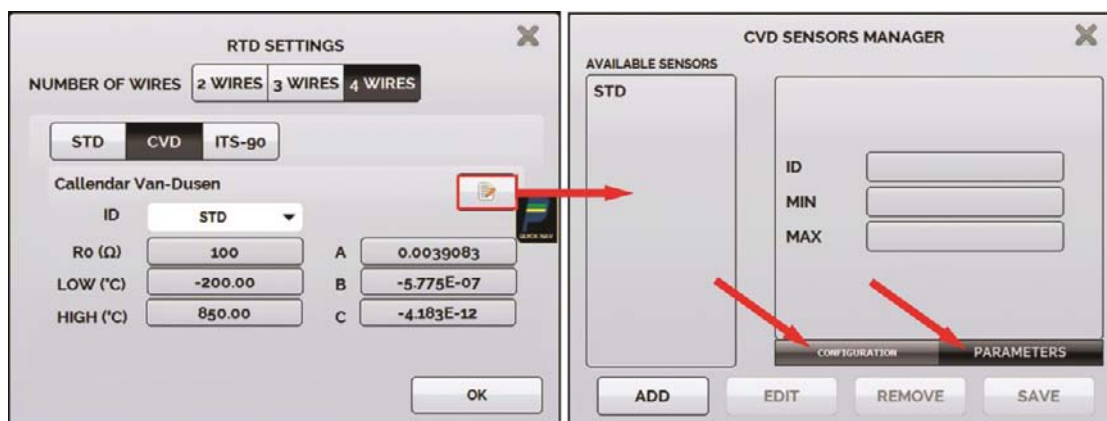 RTD SETTINGS
NUMBER OF WIRES 2 WIRES 3 WIRES 4 WIRES
STD CVD ITS-90
Callendar Van-Dusen
ID STD
R0 (Ω) 100 A 0.0039083
LOW (°C) -200.00 B -5.775E-07
HIGH (°C) 850.00 C -4.183E-12
QUICK NAV
OK
CVD SENSORS MANAGER
AVAILABLE SENSORS
STD
ID
MIN
MAX
CONFIGURATION PARAMETERS
ADD EDIT REMOVE SAVE